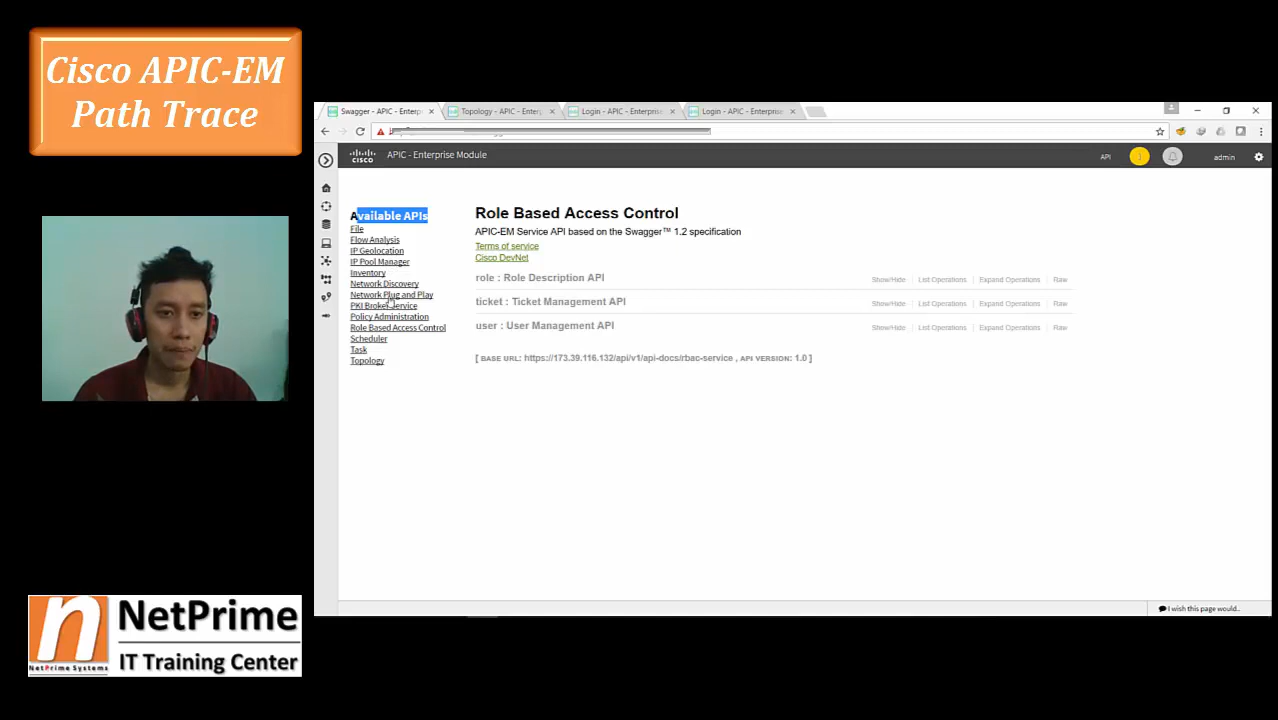 Cisco APIC-EM
Path Trace
Swagger - APIC - Enterp
Topology - APIC - Enterp
Login - APIC - Enterprise
Login - APIC - Enterprise
cisco
APIC - Enterprise Module
API
admin
Available APIs
File
Flow Analysis
IP Geolocation
IP Pool Manager
Inventory
Network Discovery
Network Plug and Play
PKI Broker Service
Policy Administration
Role Based Access Control
Scheduler
Task
Topology
Role Based Access Control
APIC-EM Service API based on the Swagger™ 1.2 specification
Terms of service
Cisco DevNet
role : Role Description API
Show/Hide List Operations Expand Operations Raw
ticket : Ticket Management API
Show/Hide List Operations Expand Operations Raw
user : User Management API
Show/Hide List Operations Expand Operations Raw
[ BASE URL: https://173.39.116.132/api/v1/api-docs/rbac-service , API VERSION: 1.0 ]
I wish this page would..
n
NetPrime Systems
NetPrime
IT Training Center